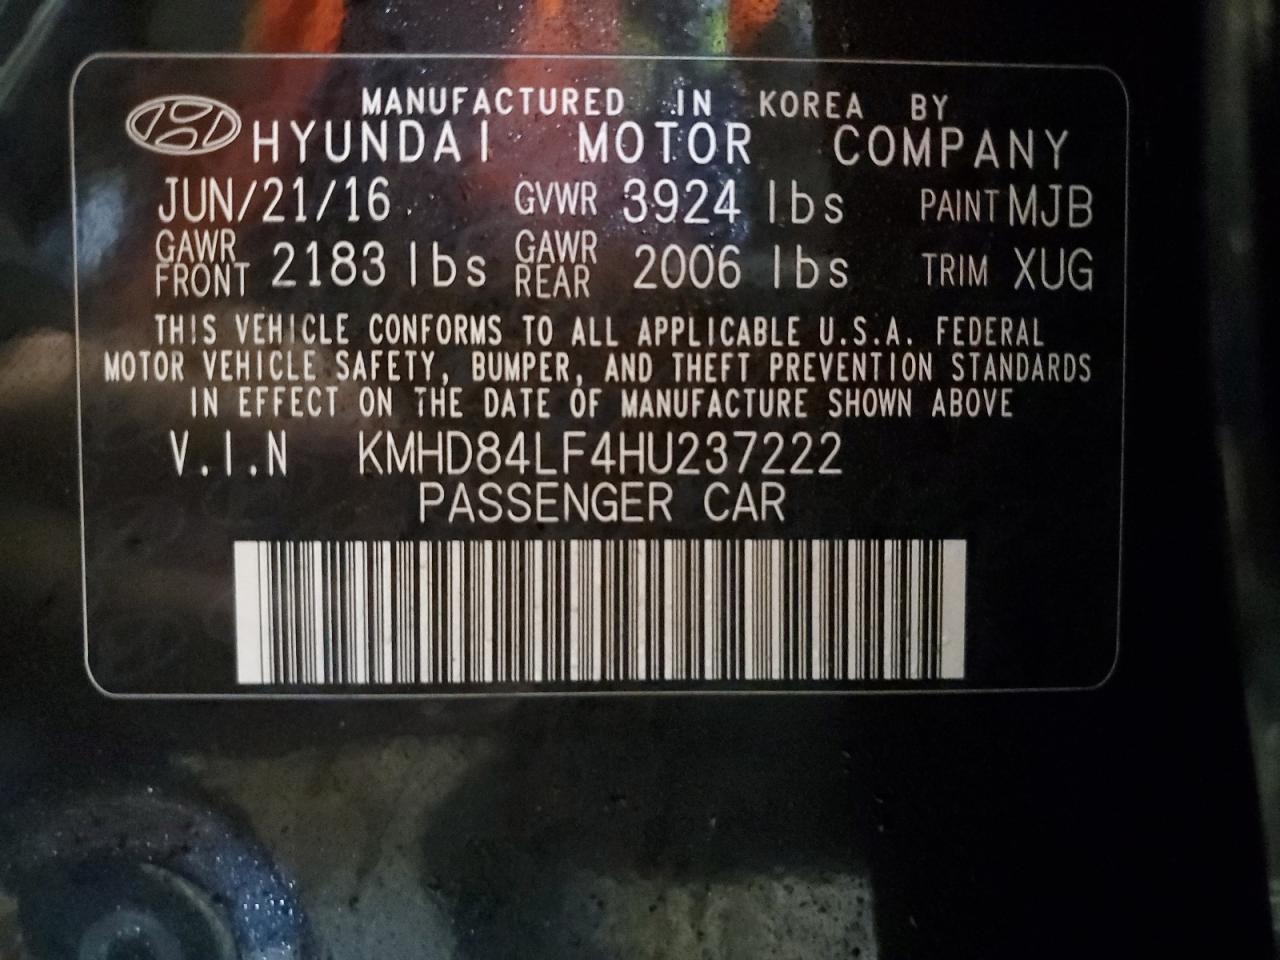 MANUFACTURED IN KOREA BY
HYUNDAI MOTOR COMPANY
JUN/21/16 GVWR 3924 lbs PAINT MJB
GAWR FRONT 2183 lbs GAWR REAR 2006 lbs TRIM XUG
THIS VEHICLE CONFORMS TO ALL APPLICABLE U.S.A. FEDERAL
MOTOR VEHICLE SAFETY, BUMPER, AND THEFT PREVENTION STANDARDS
IN EFFECT ON THE DATE OF MANUFACTURE SHOWN ABOVE
V.I.N KMHD84LF4HU237222
PASSENGER CAR